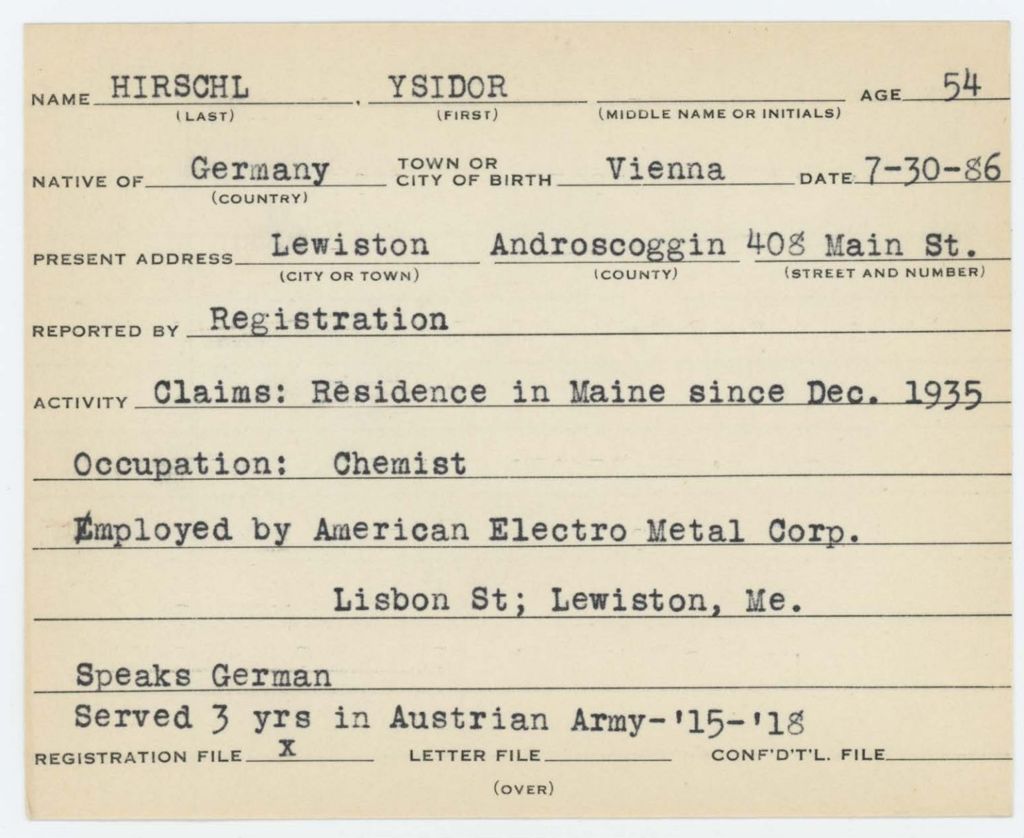 NAME HIRSCHL, YSIDOR AGE 54
(LAST) (FIRST) (MIDDLE NAME OR INITIALS)
NATIVE OF Germany TOWN OR CITY OF BIRTH Vienna DATE 7-30-86
(COUNTRY)
PRESENT ADDRESS Lewiston Androscoggin 408 Main St.
(CITY OR TOWN) (COUNTY) (STREET AND NUMBER)
REPORTED BY Registration
ACTIVITY Claims: Residence in Maine since Dec. 1935
Occupation: Chemist
Employed by American Electro Metal Corp.
Lisbon St; Lewiston, Me.
Speaks German
Served 3 yrs in Austrian Army-'15-'18
REGISTRATION FILE X LETTER FILE CONF'D'T'L. FILE
(OVER)